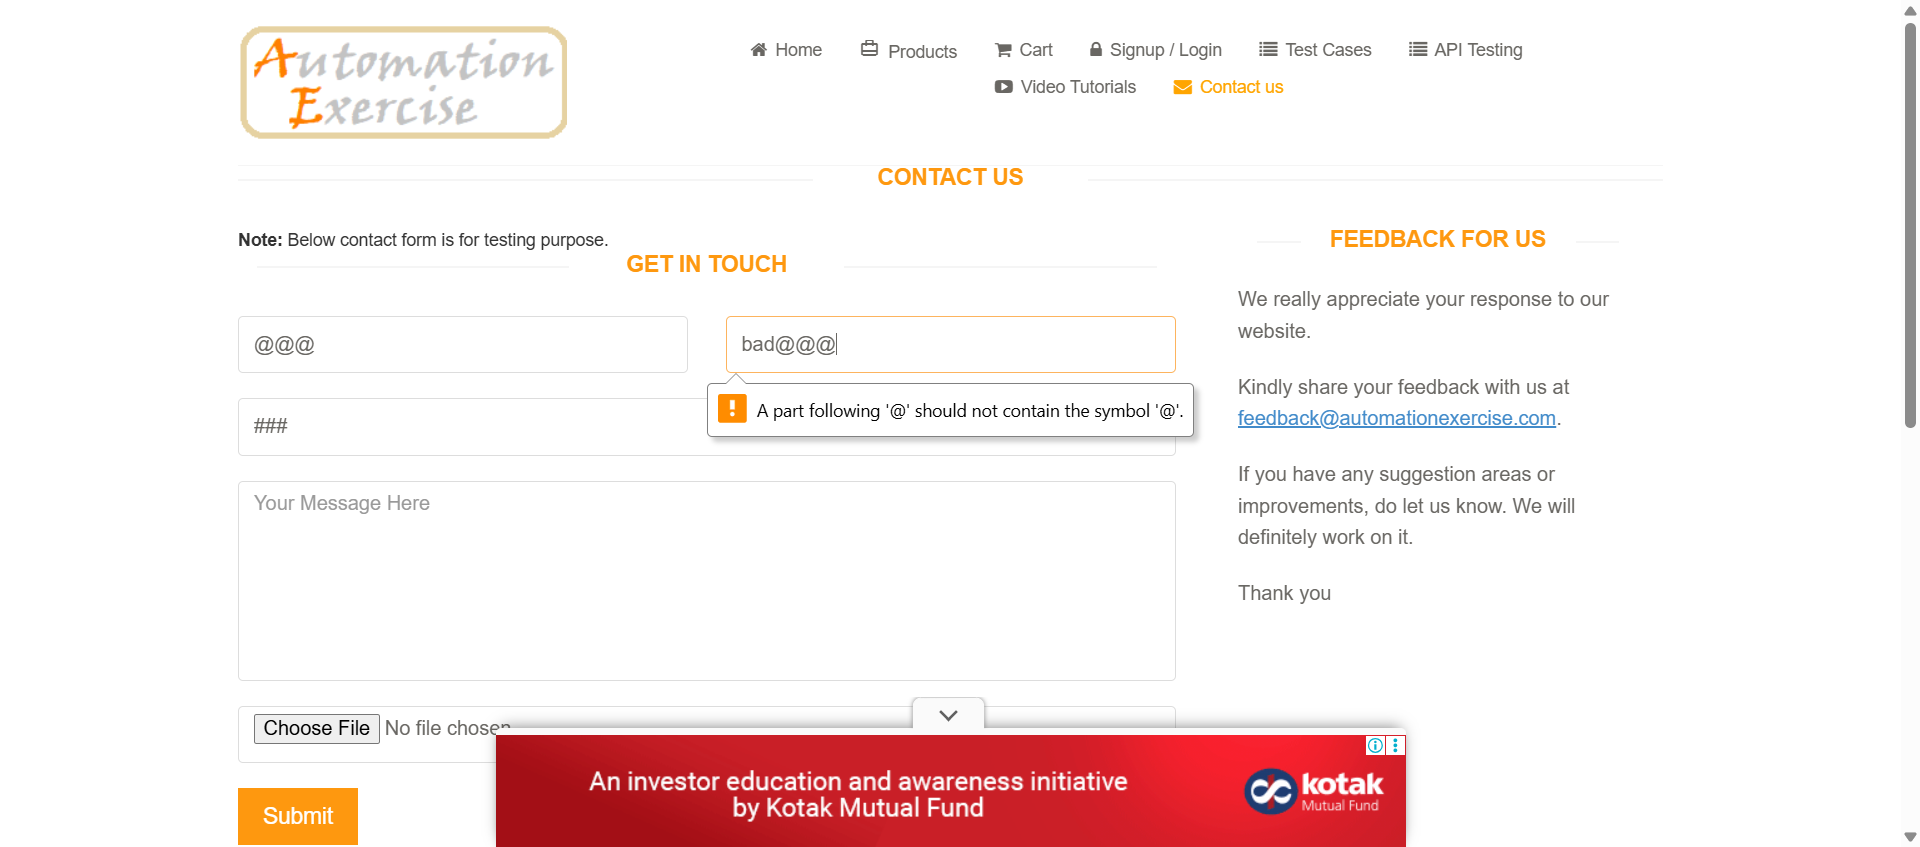 Automation
Exercise
Home
Products
Cart
Signup / Login
Test Cases
API Testing
Video Tutorials
Contact us
CONTACT US
Note: Below contact form is for testing purpose.
GET IN TOUCH
@@@
bad@@@
A part following '@' should not contain the symbol '@'.
###
Your Message Here
Choose File No file chosen
Submit
FEEDBACK FOR US
We really appreciate your response to our
website.
Kindly share your feedback with us at
feedback@automationexercise.com.
If you have any suggestion areas or
improvements, do let us know. We will
definitely work on it.
Thank you
An investor education and awareness initiative
by Kotak Mutual Fund
kotak
Mutual Fund